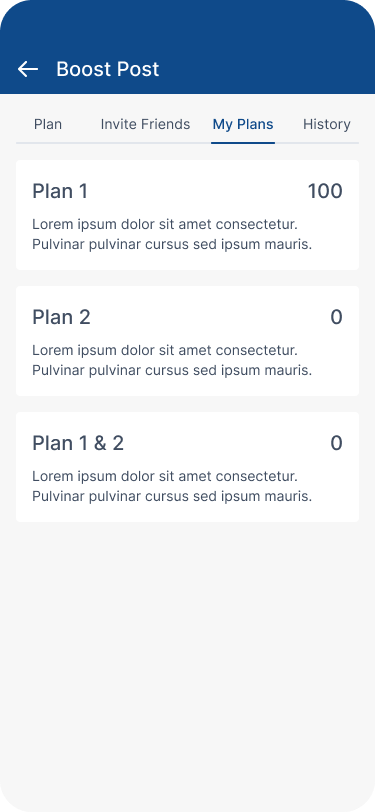 Boost Post
Plan Invite Friends My Plans History
Plan 1 100
Lorem ipsum dolor sit amet consectetur.
Pulvinar pulvinar cursus sed ipsum mauris.
Plan 2 0
Lorem ipsum dolor sit amet consectetur.
Pulvinar pulvinar cursus sed ipsum mauris.
Plan 1 & 2 0
Lorem ipsum dolor sit amet consectetur.
Pulvinar pulvinar cursus sed ipsum mauris.